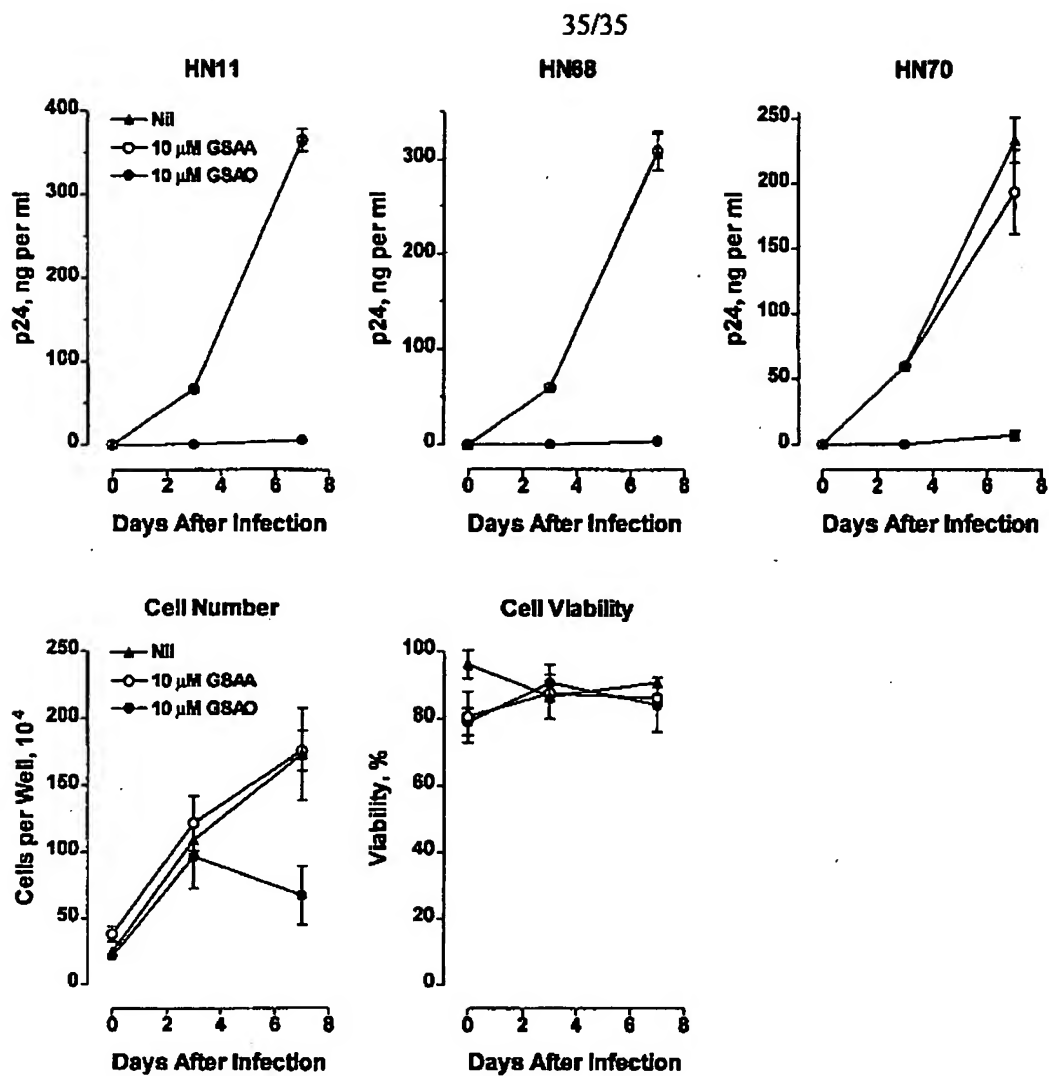 35/35
HN11
HN68
HN70
Nil
10 µM GSAA
10 µM GSAO
p24, ng per ml
400
300
200
100
0
p24, ng per ml
300
200
100
0
p24, ng per ml
250
200
150
100
50
0
0 2 4 6 8
0 2 4 6 8
0 2 4 6 8
Days After Infection
Days After Infection
Days After Infection
Cell Number
Cell Viability
Nil
10 µM GSAA
10 µM GSAO
Cells per Well, 10⁴
250
200
150
100
50
0
Viability, %
100
80
60
40
20
0
0 2 4 6 8
0 2 4 6 8
Days After Infection
Days After Infection